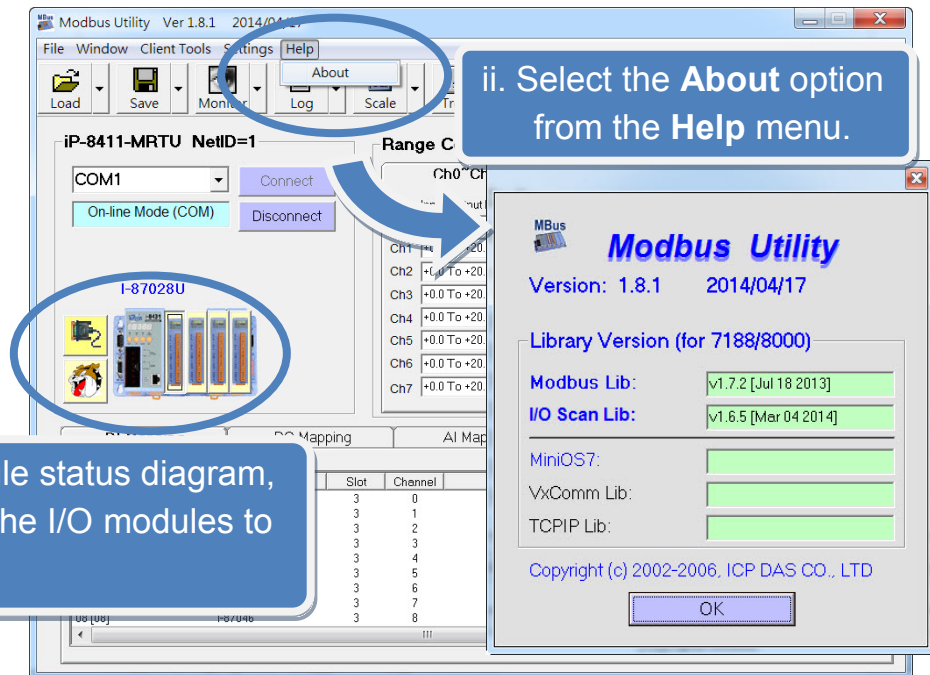 Modbus Utility Ver 1.8.1 2014/04/17
File Window Client Tools Settings Help
About
Load Save Monitor Log Scale
ii. Select the About option
from the Help menu.
iP-8411-MRTU NetID=1
COM1
Connect
On-line Mode (COM)
Disconnect
I-87028U
Range
Ch0~Ch
Ch1
Ch2 To +20.
Ch3 +0.0 To +20.
Ch4 +0.0 To +20.
Ch5 +0.0 To +20.
Ch6 +0.0 To +20.
Ch7 +0.0 To +20.
MBus
Modbus Utility
Version: 1.8.1 2014/04/17
Library Version (for 7188/8000)
Modbus Lib: v1.7.2 [Jul 18 2013]
I/O Scan Lib: v1.6.5 [Mar 04 2014]
MiniOS7:
VxComm Lib:
TCPIP Lib:
Copyright (c) 2002-2006, ICP DAS CO., LTD
OK
Mapping AI Map
le status diagram,
he I/O modules to
Slot Channel
3 0
3 1
3 2
3 3
3 4
3 5
3 6
3 7
08 [08] I-87046 3 8